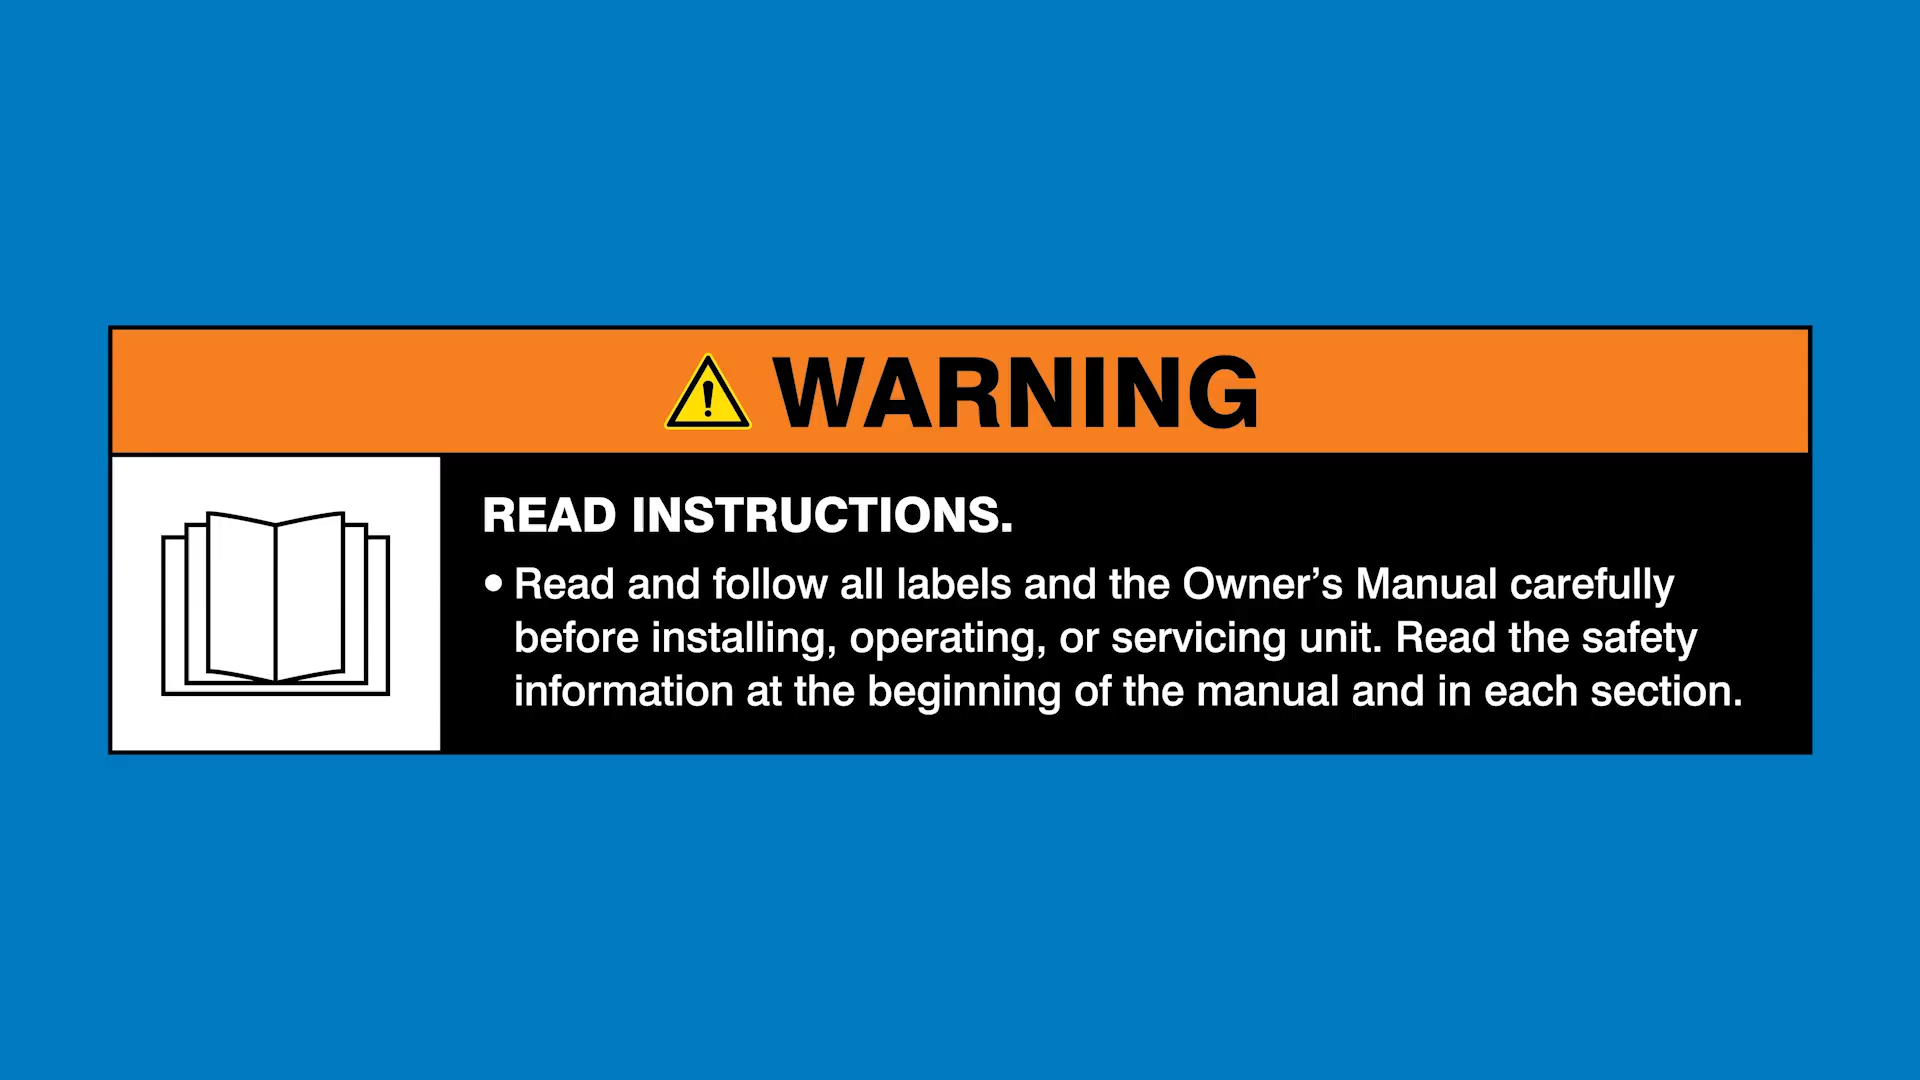 WARNING
READ INSTRUCTIONS.
• Read and follow all labels and the Owner’s Manual carefully
before installing, operating, or servicing unit. Read the safety
information at the beginning of the manual and in each section.